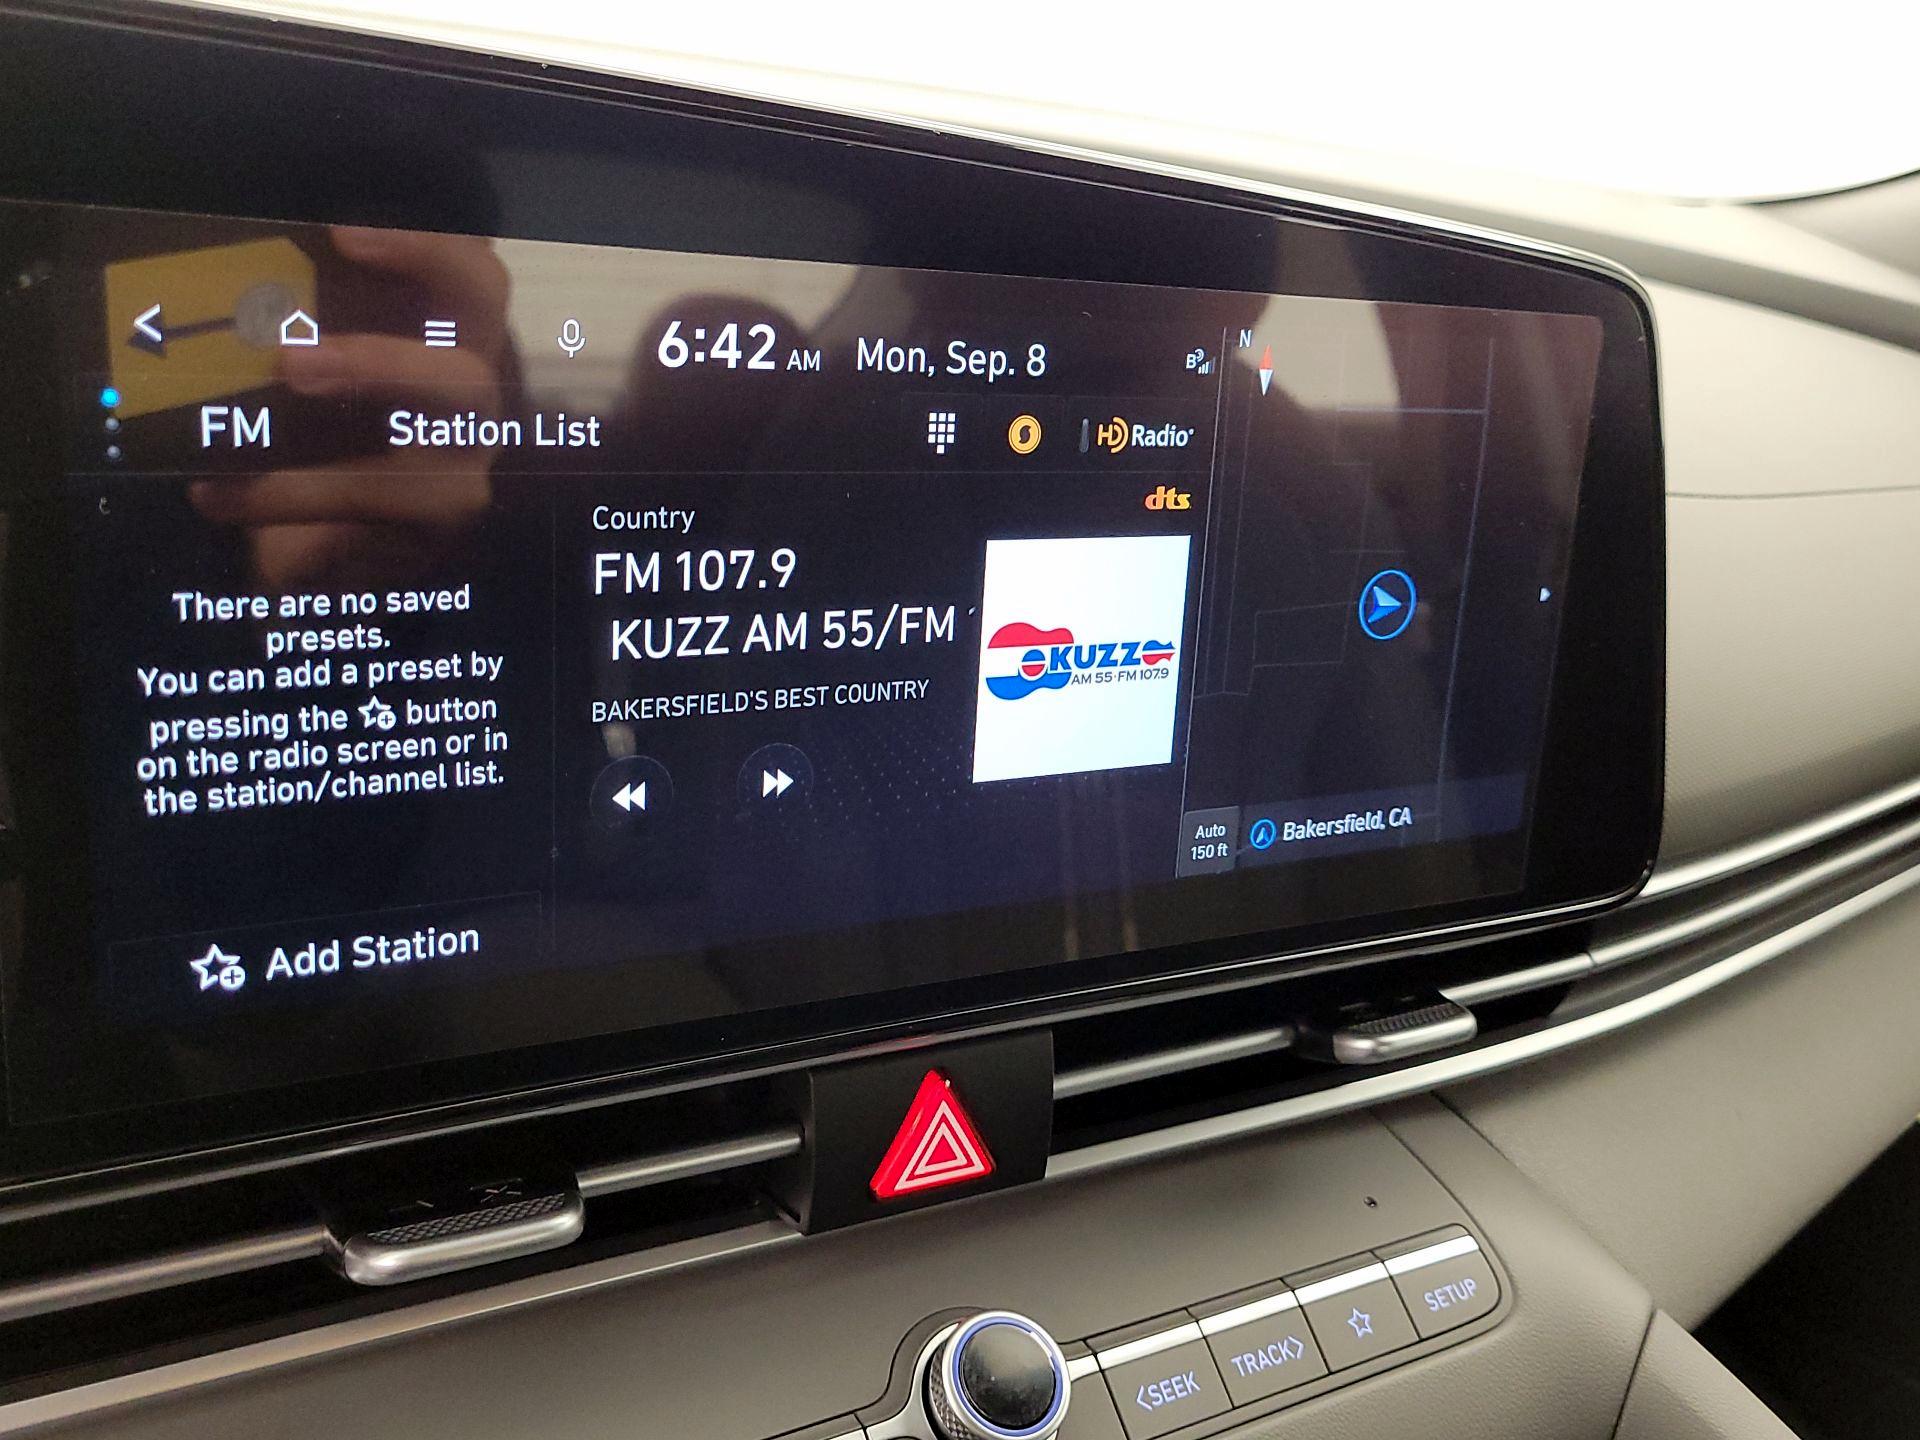 6:42 AM Mon, Sep. 8
N
FM Station List
HD Radio
dts
There are no saved
presets.
You can add a preset by
pressing the button
on the radio screen or in
the station/channel list.
Add Station
Country
FM 107.9
KUZZ AM 55/FM
BAKERSFIELD'S BEST COUNTRY
KUZZ
AM 55·FM 107.9
Auto
150 ft
Bakersfield, CA
<SEEK
TRACK>
SETUP